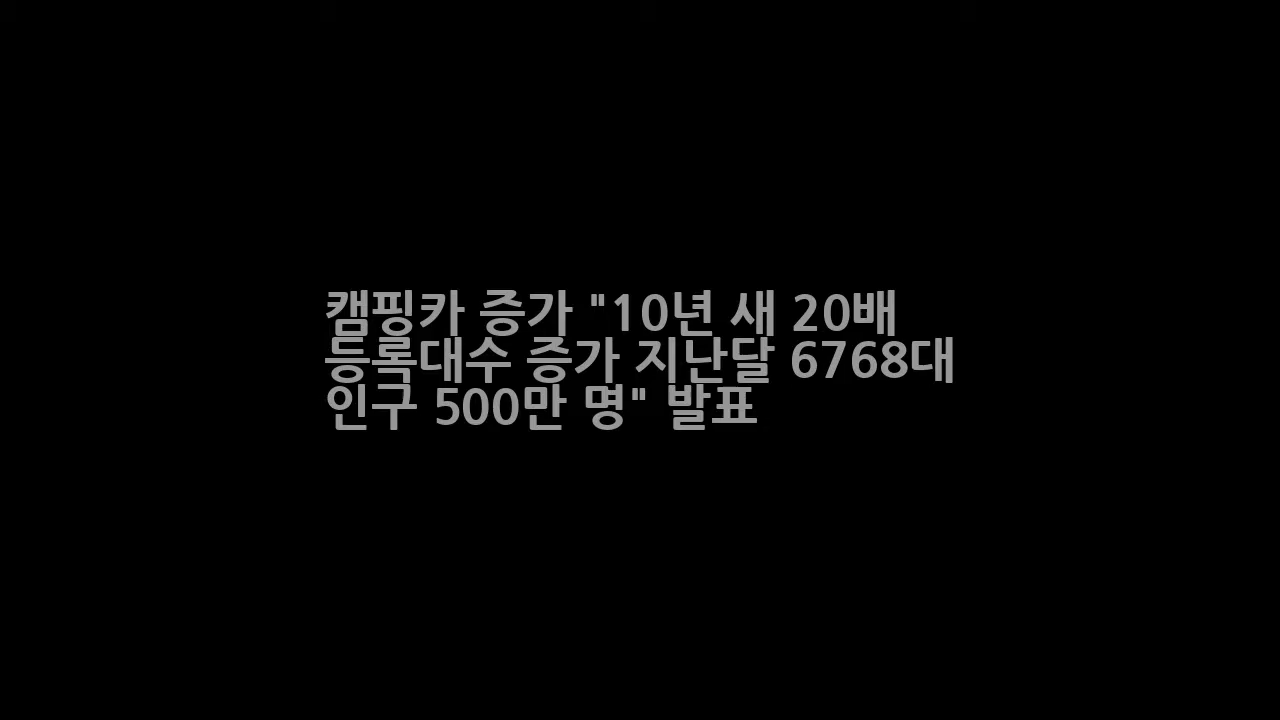 캠핑카 증가 "10년 새 20배
등록대수 증가 지난달 6768대
인구 500만 명" 발표